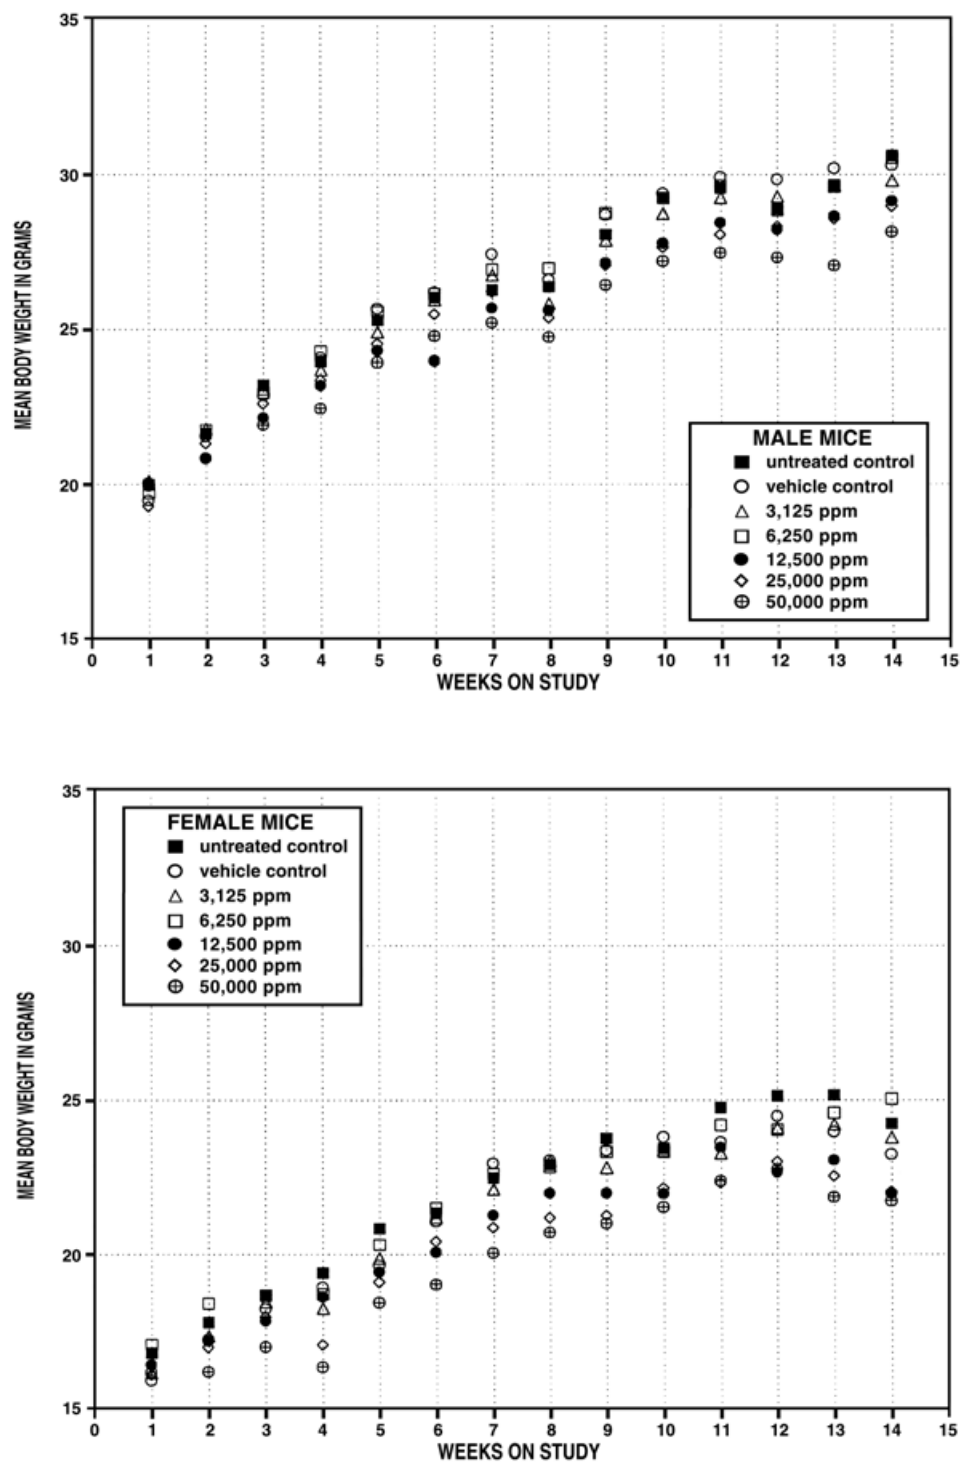 35
30
25
20
15
MEAN BODY WEIGHT IN GRAMS
MALE MICE
untreated control
vehicle control
3,125 ppm
6,250 ppm
12,500 ppm
25,000 ppm
50,000 ppm
0 1 2 3 4 5 6 7 8 9 10 11 12 13 14 15
WEEKS ON STUDY
35
30
25
20
15
MEAN BODY WEIGHT IN GRAMS
FEMALE MICE
untreated control
vehicle control
3,125 ppm
6,250 ppm
12,500 ppm
25,000 ppm
50,000 ppm
0 1 2 3 4 5 6 7 8 9 10 11 12 13 14 15
WEEKS ON STUDY